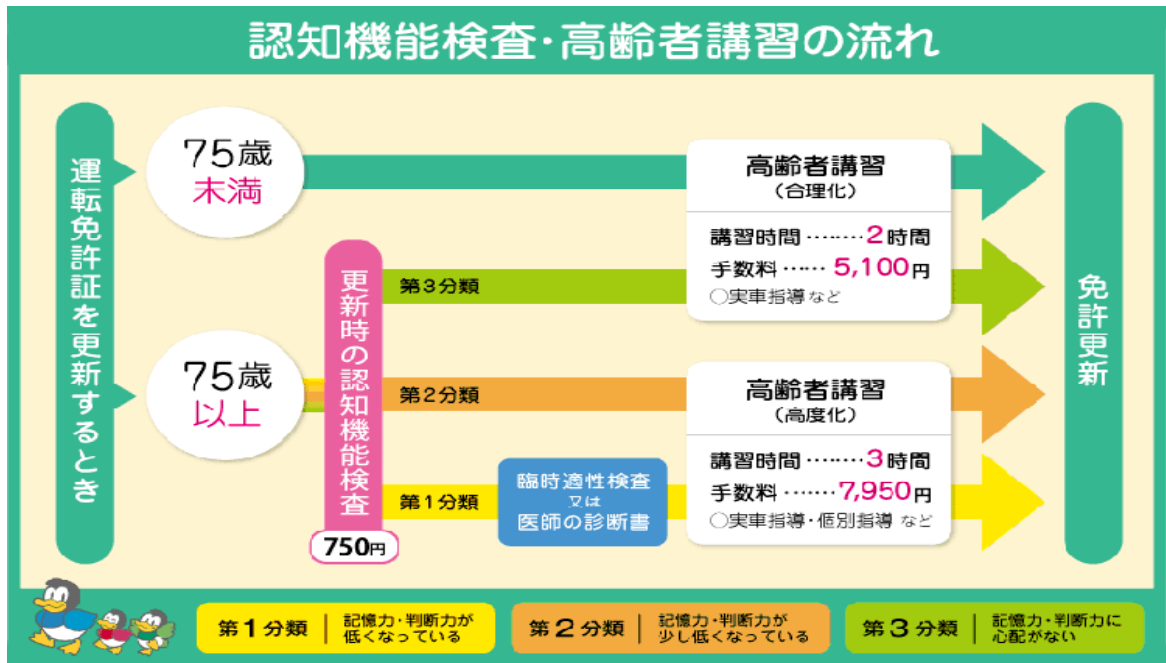 認知機能検査・高齢者講習の流れ
運転免許証を更新するとき
75歳
未満
75歳
以上
更新時の認知機能検査
750円
第3分類
第2分類
第1分類
臨時適性検査
又は
医師の診断書
高齢者講習
(合理化)
講習時間………2時間
手数料……5,100円
○実車指導など
高齢者講習
(高度化)
講習時間………3時間
手数料………7,950円
○実車指導・個別指導 など
免許更新
第1分類 | 記憶力・判断力が
低くなっている
第2分類 | 記憶力・判断力が
少し低くなっている
第3分類 | 記憶力・判断力に
心配がない